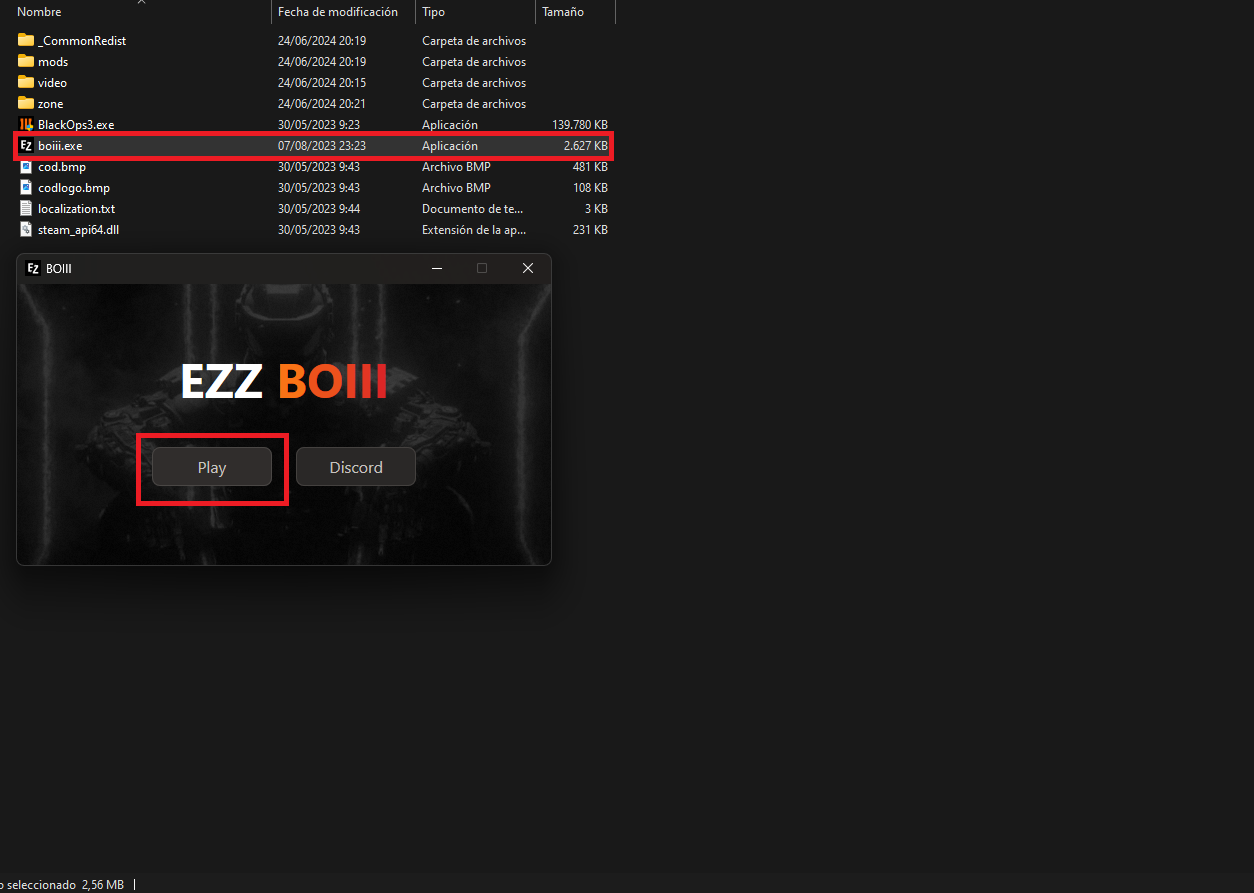 Nombre Fecha de modificación Tipo Tamaño
_CommonRedist 24/06/2024 20:19 Carpeta de archivos
mods 24/06/2024 20:19 Carpeta de archivos
video 24/06/2024 20:15 Carpeta de archivos
zone 24/06/2024 20:21 Carpeta de archivos
BlackOps3.exe 30/05/2023 9:23 Aplicación 139.780 KB
EZ boiii.exe 07/08/2023 23:23 Aplicación 2.627 KB
cod.bmp 30/05/2023 9:43 Archivo BMP 481 KB
codlogo.bmp 30/05/2023 9:43 Archivo BMP 108 KB
localization.txt 30/05/2023 9:44 Documento de te... 3 KB
steam_api64.dll 30/05/2023 9:43 Extensión de la ap... 231 KB
EZ BOIII
EZZ BOIII
Play Discord
o seleccionado 2,56 MB